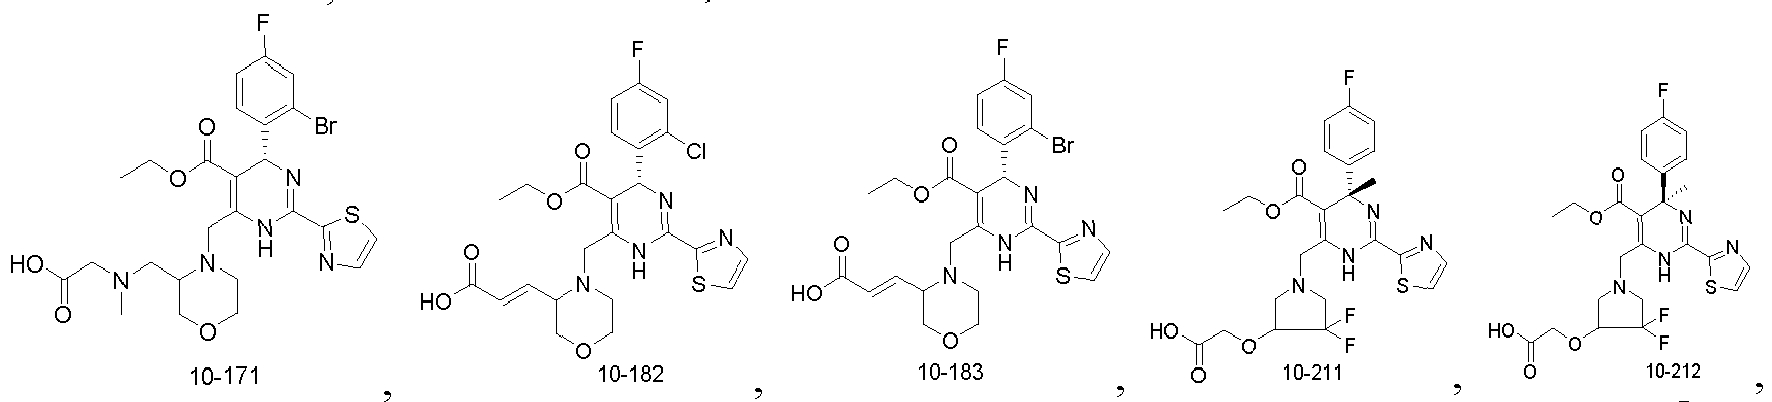 F F F F F
Br Cl Br
O O N S N HO O N O N H N O
O O N N S N H HO O N O
O O N N S N H HO O N O
O O N N S N H N F F HO O O
O O N N S N H N F F HO O O
10-171 , 10-182 , 10-183 , 10-211 , 10-212 ,